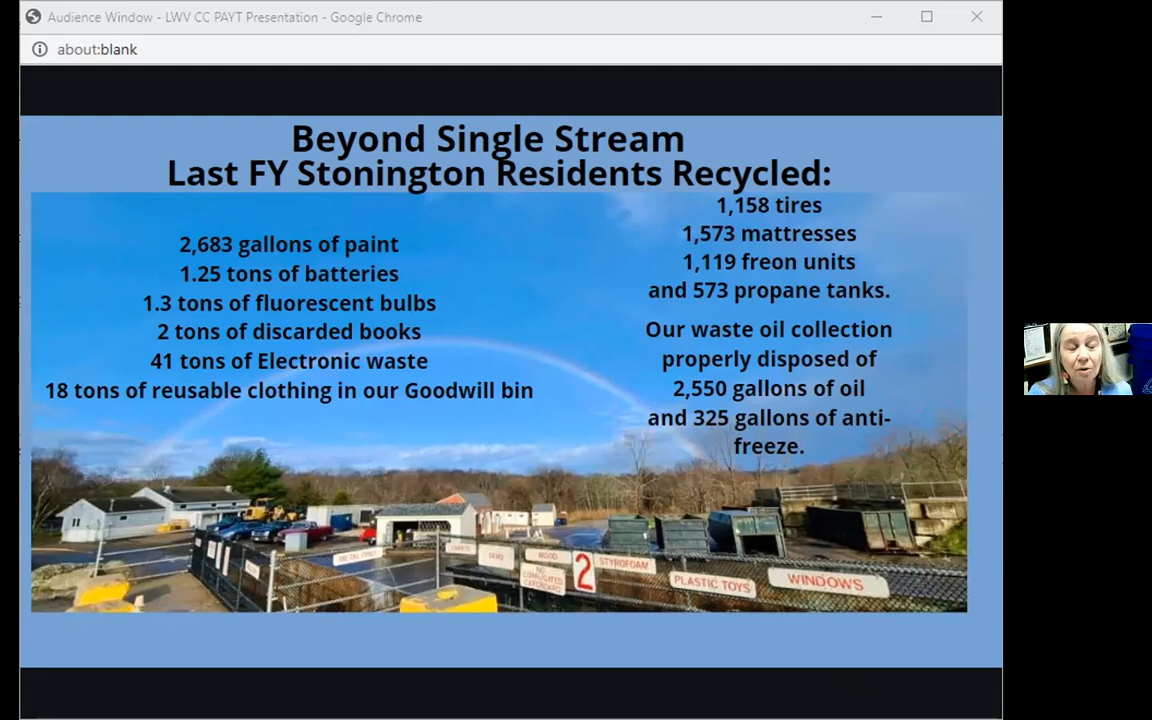 Audience Window - LWV CC PAYT Presentation - Google Chrome
about:blank
Beyond Single Stream
Last FY Stonington Residents Recycled:
2,683 gallons of paint
1.25 tons of batteries
1.3 tons of fluorescent bulbs
2 tons of discarded books
41 tons of Electronic waste
18 tons of reusable clothing in our Goodwill bin
1,158 tires
1,573 mattresses
1,119 freon units
and 573 propane tanks.
Our waste oil collection
properly disposed of
2,550 gallons of oil
and 325 gallons of anti-
freeze.
WOOD
NO
CORRUGATED
CARDBOARD
2
STYROFOAM
PLASTIC TOYS
WINDOWS